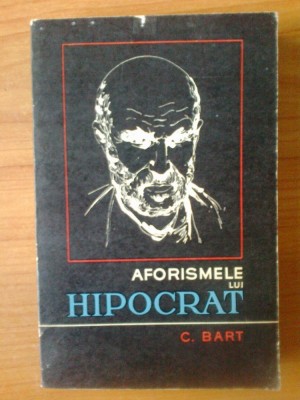 AFORISMELE
LUI
HIPOCRAT
C. BART